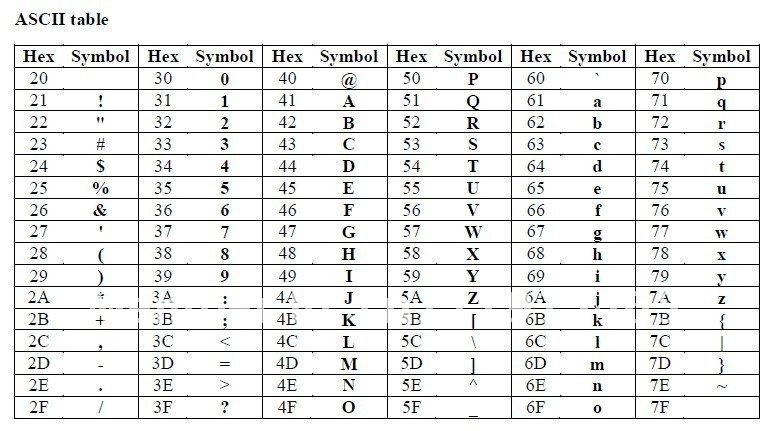 ASCII table
Hex Symbol Hex Symbol Hex Symbol Hex Symbol Hex Symbol Hex Symbol
20 30 0 40 @ 50 P 60 ` 70 p
21 ! 31 1 41 A 51 Q 61 a 71 q
22 " 32 2 42 B 52 R 62 b 72 r
23 # 33 3 43 C 53 S 63 c 73 s
24 $ 34 4 44 D 54 T 64 d 74 t
25 % 35 5 45 E 55 U 65 e 75 u
26 & 36 6 46 F 56 V 66 f 76 v
27 ' 37 7 47 G 57 W 67 g 77 w
28 ( 38 8 48 H 58 X 68 h 78 x
29 ) 39 9 49 I 59 Y 69 i 79 y
2A * 3A : 4A J 5A Z 6A j 7A z
2B + 3B ; 4B K 5B [ 6B k 7B {
2C , 3C < 4C L 5C \ 6C l 7C |
2D - 3D = 4D M 5D ] 6D m 7D }
2E . 3E > 4E N 5E ^ 6E n 7E ~
2F / 3F ? 4F O 5F _ 6F o 7F